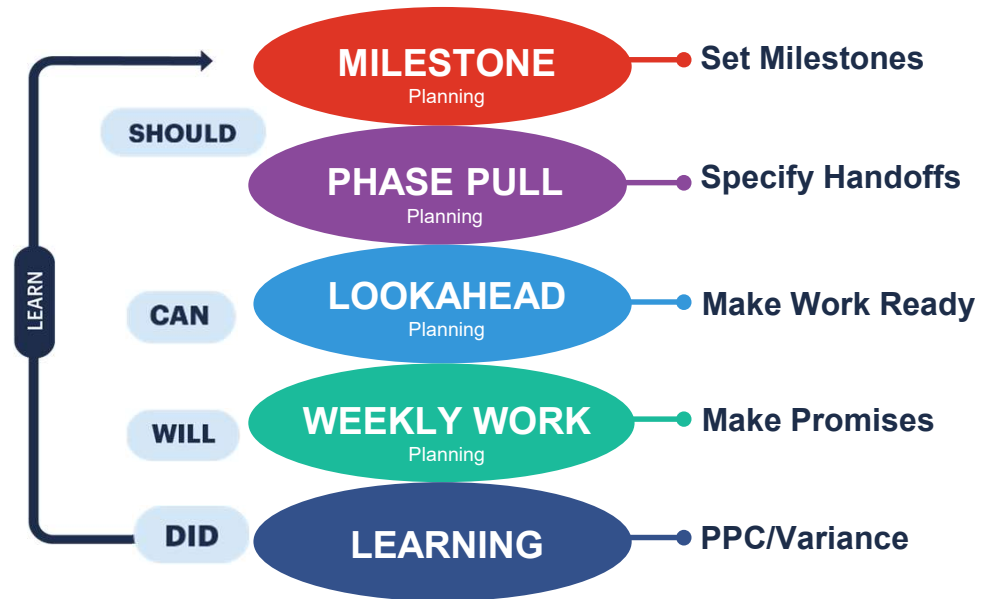 MILESTONE
Planning
Set Milestones
SHOULD
PHASE PULL
Planning
Specify Handoffs
LEARN
CAN
LOOKAHEAD
Planning
Make Work Ready
WILL
WEEKLY WORK
Planning
Make Promises
DID
LEARNING
PPC/Variance